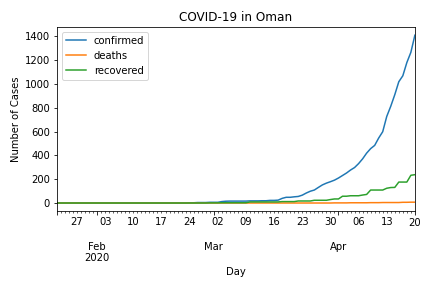 COVID-19 in Oman
confirmed
deaths
recovered
Number of Cases
1400
1200
1000
800
600
400
200
0
27 03 10 17 24 02 09 16 23 30 06 13 20
Feb Mar Apr
2020
Day